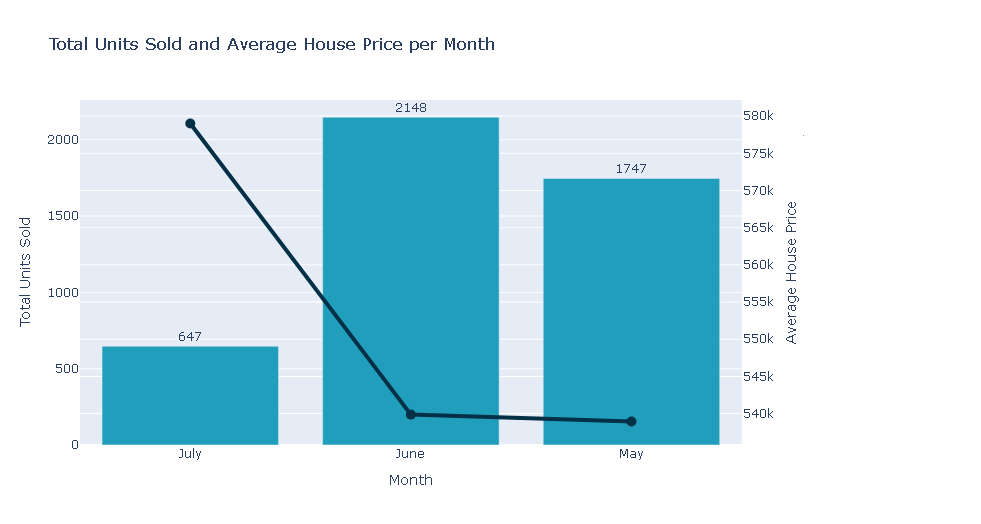 Total Units Sold and Average House Price per Month
2148
1747
647
2000
1500
1000
500
0
Total Units Sold
580k
575k
570k
565k
560k
555k
550k
545k
540k
Average House Price
July
June
May
Month